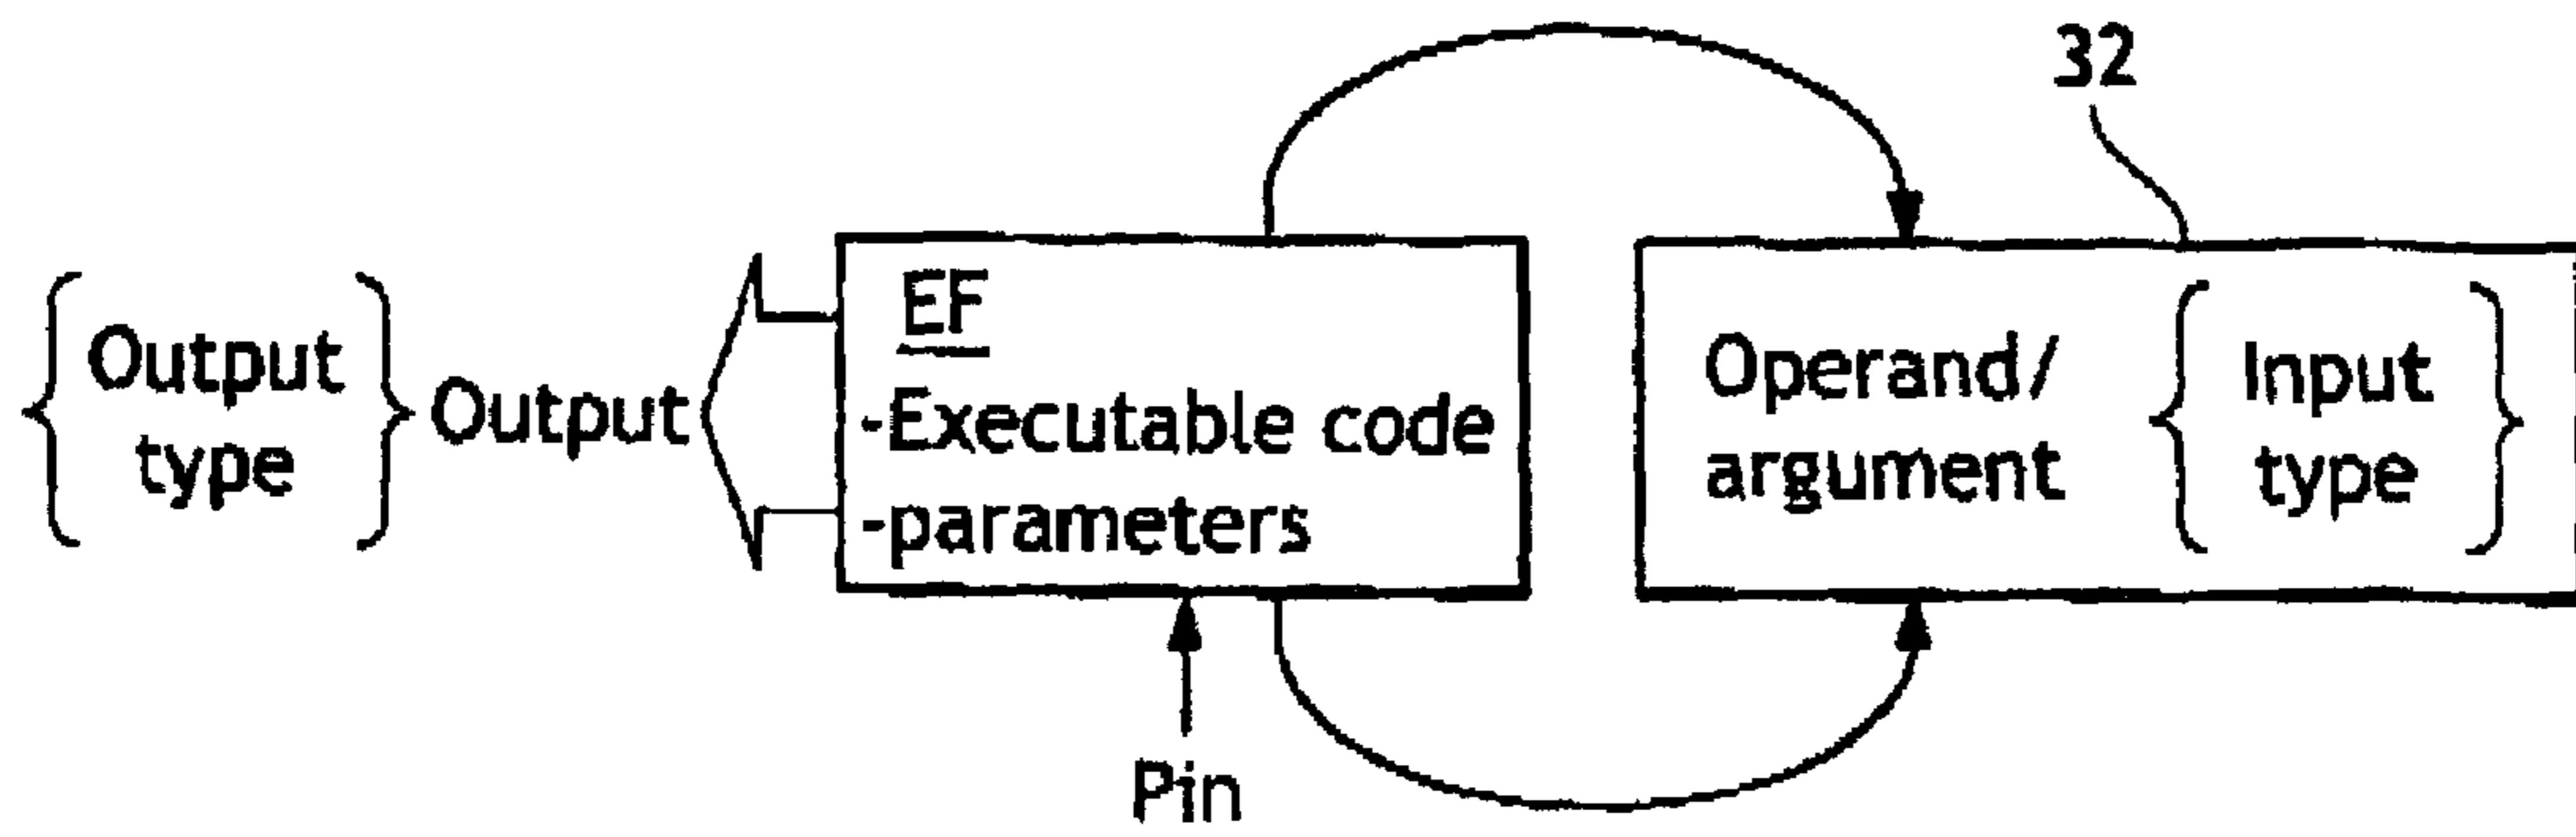 32
Output
type
Output
EF
-Executable code
-parameters
Operand/
argument
Input
type
Pin